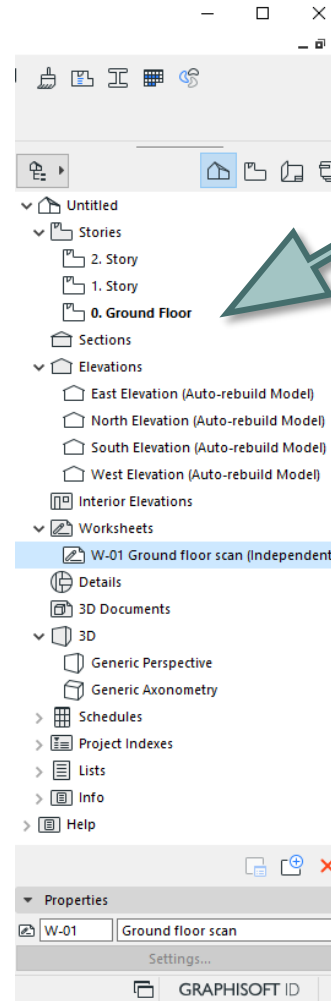 Untitled
Stories
2. Story
1. Story
0. Ground Floor
Sections
Elevations
East Elevation (Auto-rebuild Model)
North Elevation (Auto-rebuild Model)
South Elevation (Auto-rebuild Model)
West Elevation (Auto-rebuild Model)
Interior Elevations
Worksheets
W-01 Ground floor scan (Independent
Details
3D Documents
3D
Generic Perspective
Generic Axonometry
Schedules
Project Indexes
Lists
Info
Help
Properties
W-01 Ground floor scan
Settings...
GRAPHISOFT ID